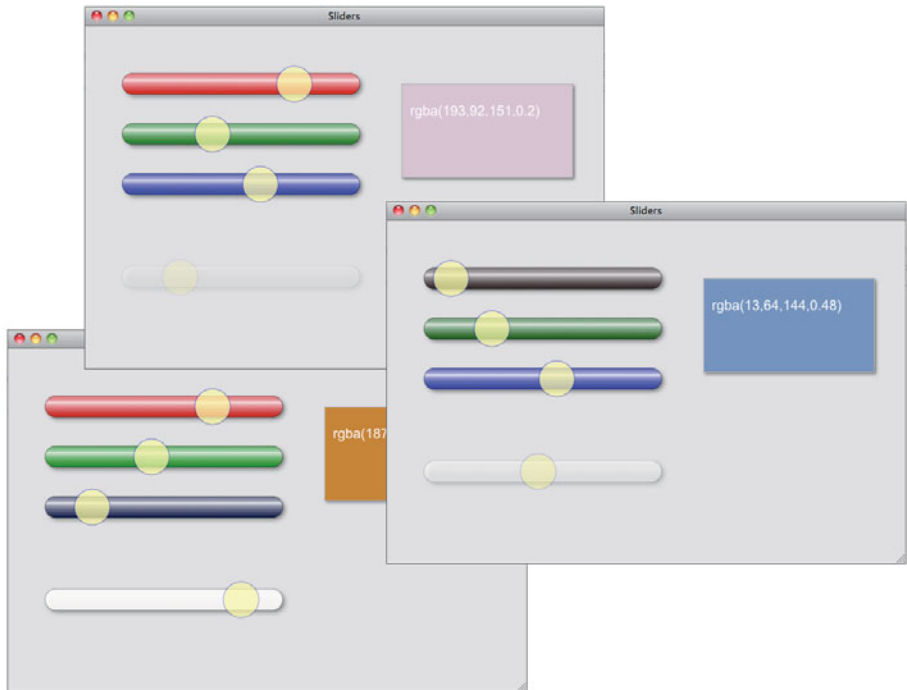 Sliders
rgba(193,92,151,0.2)
Sliders
rgba(13,64,144,0.48)
rgba(187